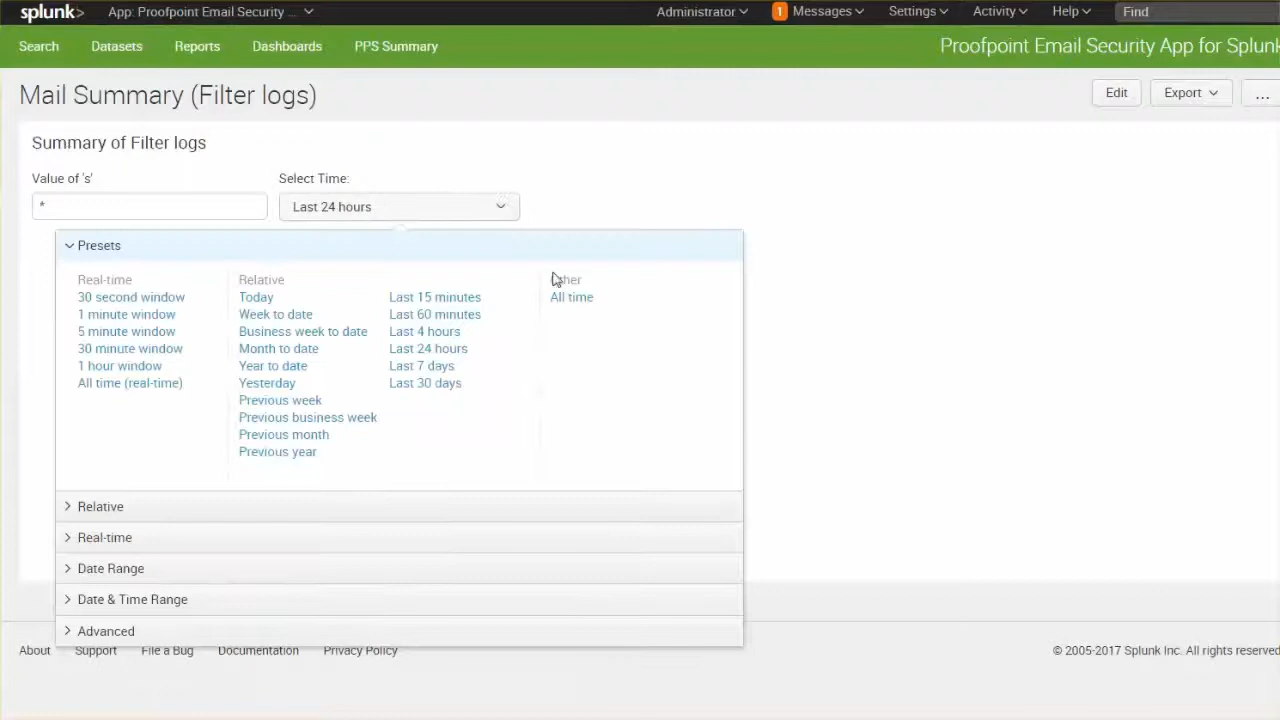 splunk> App: Proofpoint Email Security ... Administrator 1 Messages Settings Activity Help Find
Search Datasets Reports Dashboards PPS Summary Proofpoint Email Security App for Splunk
Mail Summary (Filter logs) Edit Export ...
Summary of Filter logs
Value of 's' Select Time:
* Last 24 hours
Presets
Real-time Relative
30 second window Today Last 15 minutes All time
1 minute window Week to date Last 60 minutes
5 minute window Business week to date Last 4 hours
30 minute window Month to date Last 24 hours
1 hour window Year to date Last 7 days
All time (real-time) Yesterday Last 30 days
Previous week
Previous business week
Previous month
Previous year
Relative
Real-time
Date Range
Date & Time Range
Advanced
About Support File a Bug Documentation Privacy Policy © 2005-2017 Splunk Inc. All rights reserved